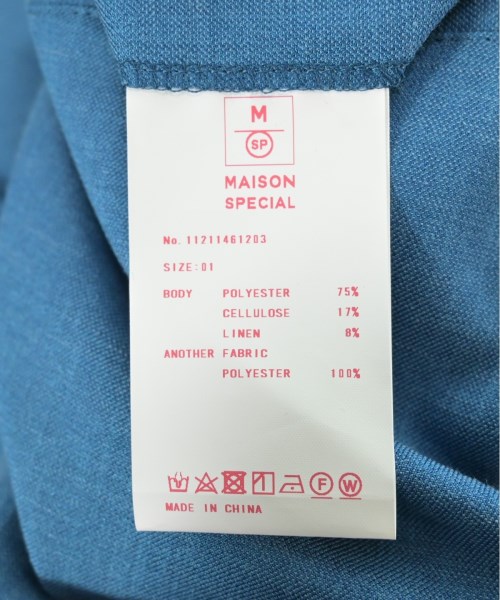 M
SP
MAISON
SPECIAL
No. 11211461203
SIZE:01
BODY POLYESTER 75%
CELLULOSE 17%
LINEN 8%
ANOTHER FABRIC
POLYESTER 100%
F W
MADE IN CHINA